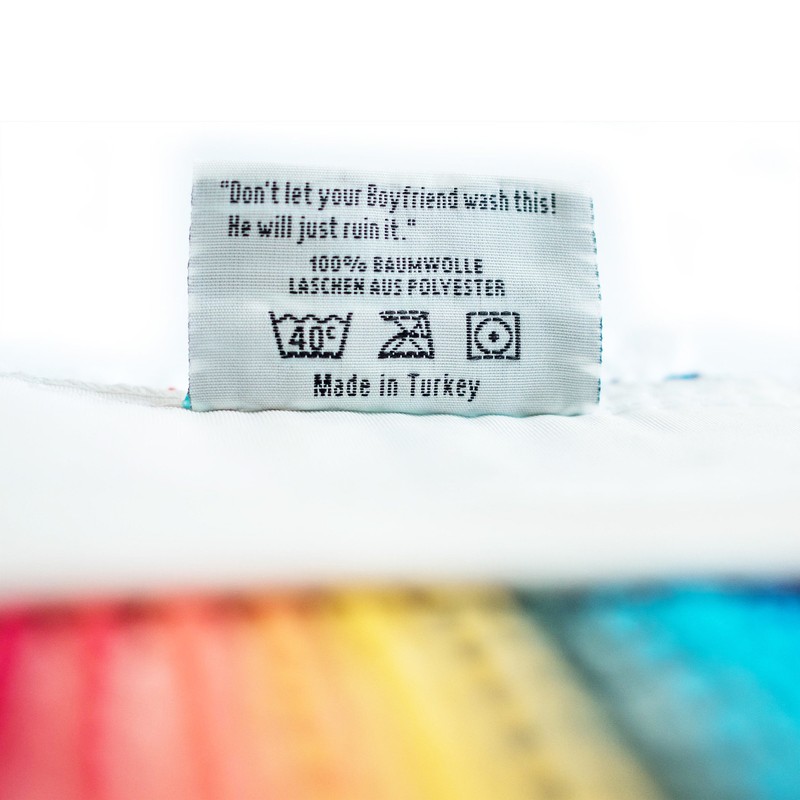 "Don't let your Boyfriend wash this!
He will just ruin it."
100% BAUMWOLLE
LASCHEN AUS POLYESTER
40c
Made in Turkey